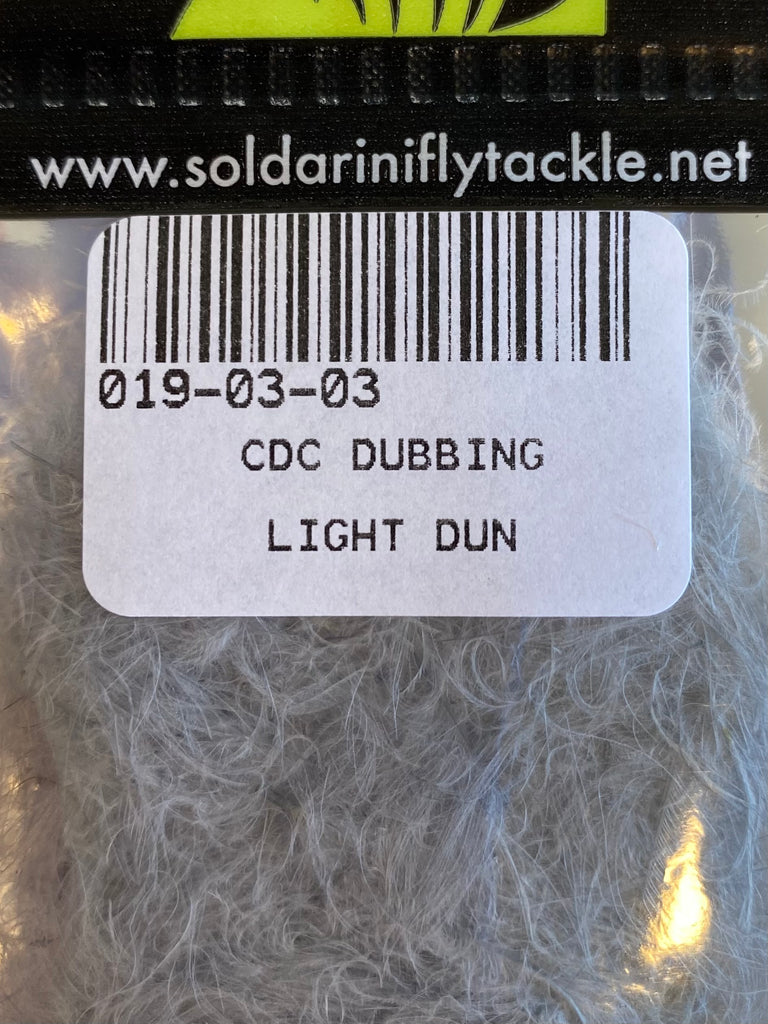 www.soldariniflytackle.net
019-03-03
CDC DUBBING
LIGHT DUN